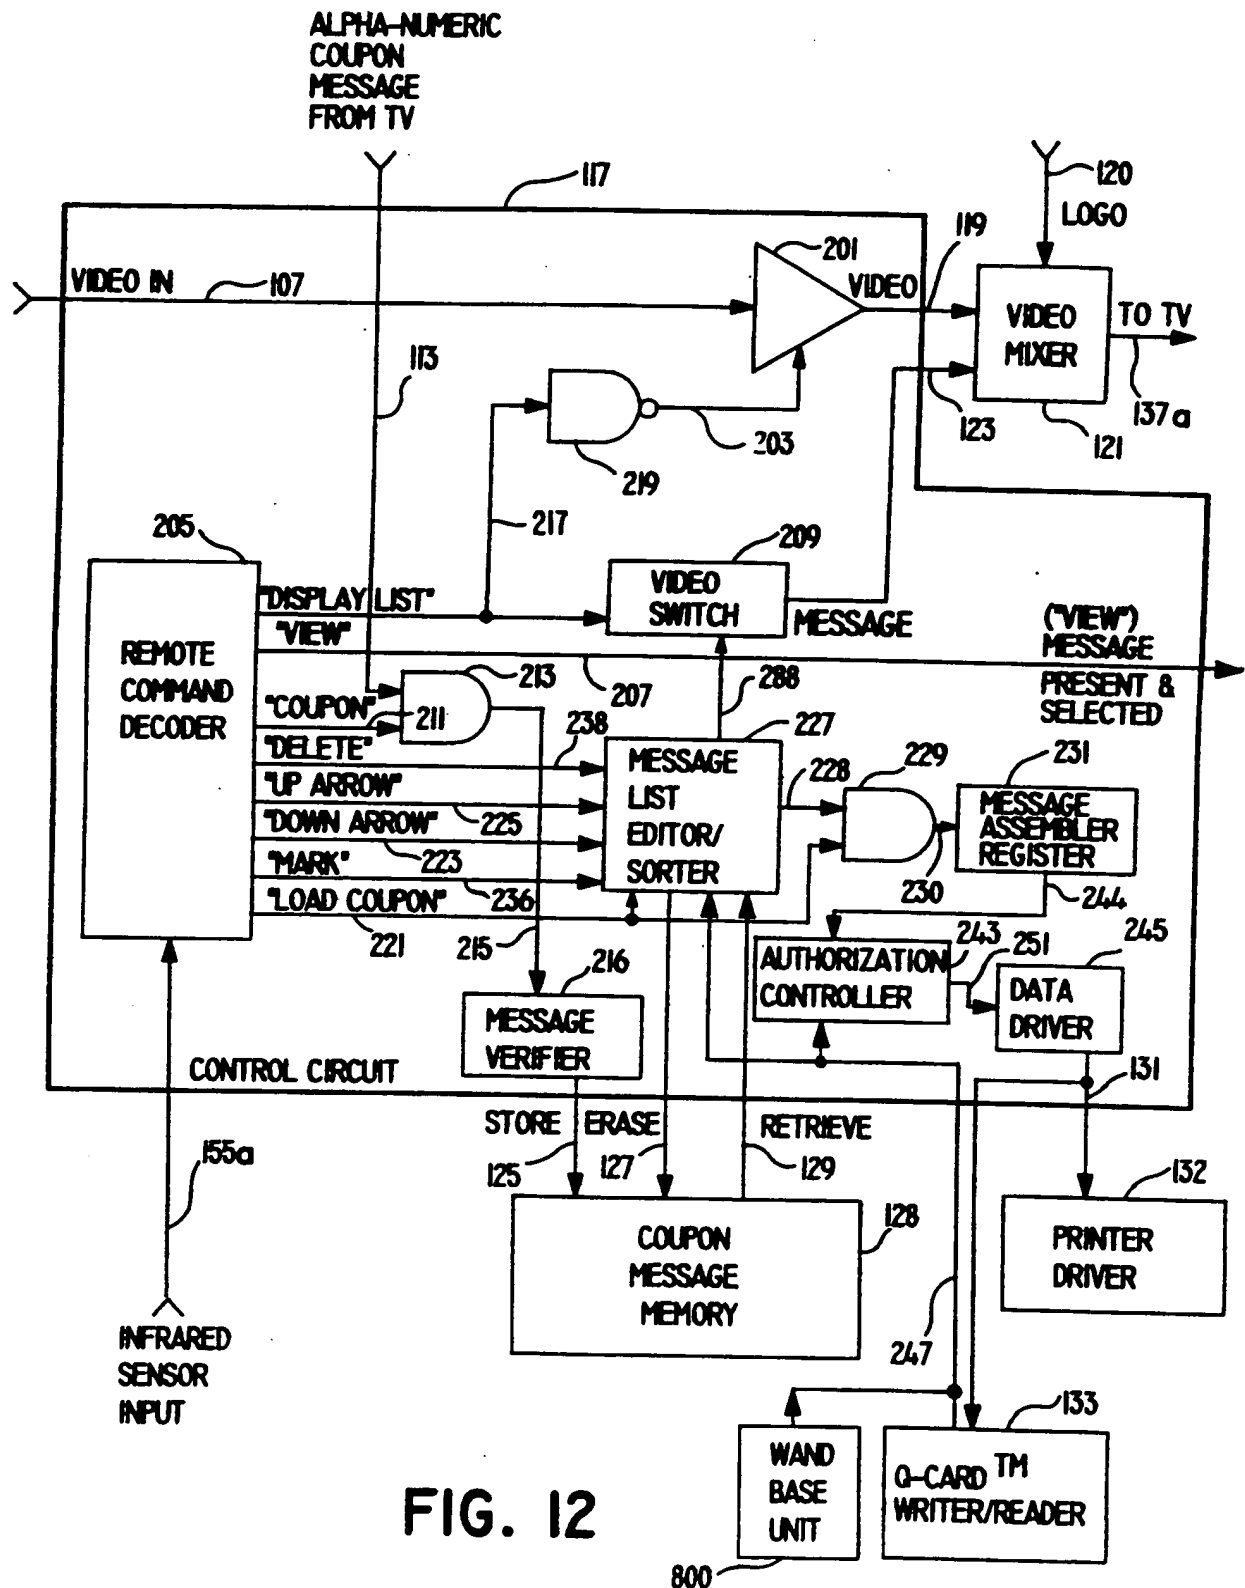 ALPHA-NUMERIC
COUPON
MESSAGE
FROM TV
117
120
LOGO
119
201
VIDEO IN
107
VIDEO
VIDEO
MIXER
TO TV
137a
121
123
113
203
219
217
205
209
"DISPLAY LIST"
VIDEO
SWITCH
MESSAGE
"VIEW"
("VIEW")
MESSAGE
PRESENT &
SELECTED
REMOTE
COMMAND
DECODER
213
207
288
"COUPON"
211
238
227
"DELETE"
MESSAGE
LIST
EDITOR/
SORTER
228
229
231
"UP ARROW"
225
MESSAGE
ASSEMBLER
REGISTER
"DOWN ARROW"
223
"MARK"
236
230
244
"LOAD COUPON"
221
215
216
243
251
245
AUTHORIZATION
CONTROLLER
DATA
DRIVER
MESSAGE
VERIFIER
CONTROL CIRCUIT
131
STORE
ERASE
RETRIEVE
125
127
129
155a
132
128
COUPON
MESSAGE
MEMORY
PRINTER
DRIVER
INFRARED
SENSOR
INPUT
247
133
WAND
BASE
UNIT
Q-CARD TM
WRITER/READER
800
FIG. 12